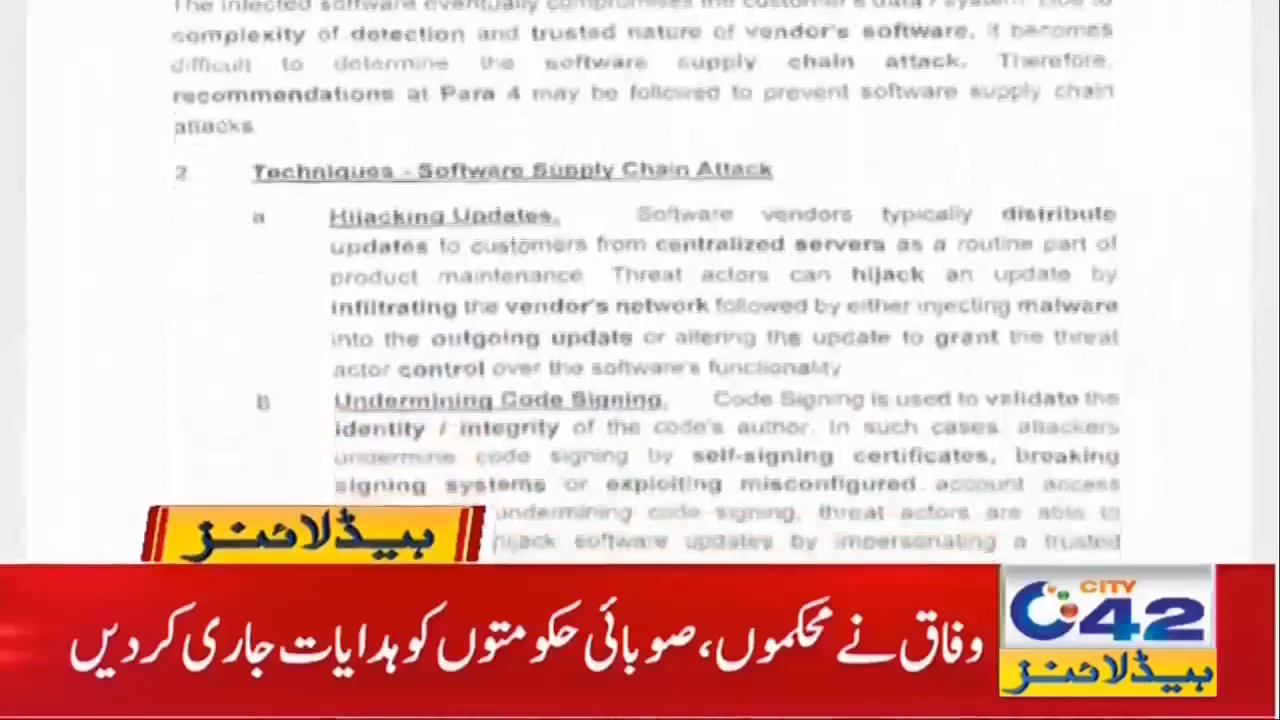 The infected software eventually compromises the customer's data / system. Due to
complexity of detection and trusted nature of vendor's software, it becomes
difficult to determine the software supply chain attack. Therefore,
recommendations at Para 4 may be followed to prevent software supply chain
attacks
2 Techniques - Software Supply Chain Attack
a Hijacking Updates. Software vendors typically distribute
updates to customers from centralized servers as a routine part of
product maintenance Threat actors can hijack an update by
infiltrating the vendor's network followed by either injecting malware
into the outgoing update or altering the update to grant the threat
actor control over the software's functionality
B Undermining Code Signing. Code Signing is used to validate the
identity / integrity of the code's author. In such cases, attackers
undermine code signing by self-signing certificates, breaking
signing systems or exploiting misconfigured account access
undermining code signing, threat actors are able to
hijack software updates by impersonating a trusted
ہیڈلائنز
وفاق نے محکموں، صوبائی حکومتوں کو ہدایات جاری کر دیں
CITY
42
ہیڈلائنز